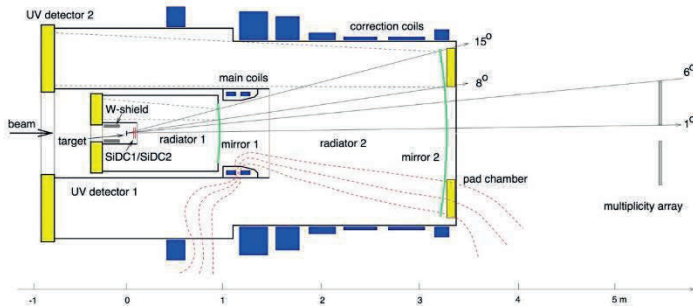 UV detector 2
correction coils
15°
8°
6°
1°
main coils
W-shield
beam
target
radiator 1
mirror 1
radiator 2
mirror 2
SiDC1/SiDC2
UV detector 1
pad chamber
multiplicity array
-1 0 1 2 3 4 5 m